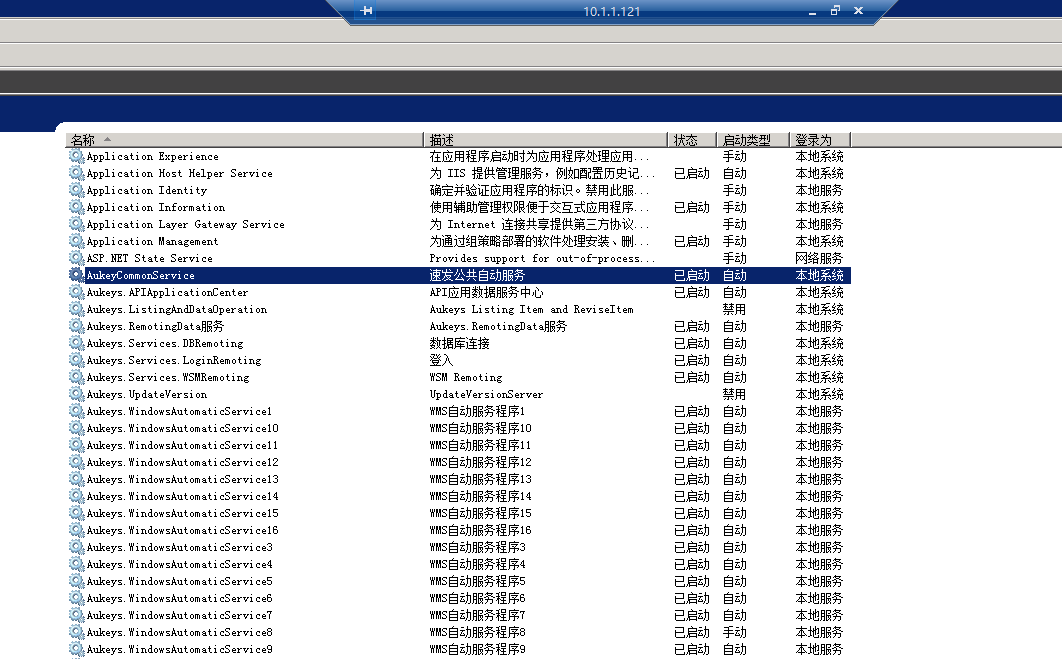 10.1.1.121
名称 描述 状态 启动类型 登录为
Application Experience 在应用程序启动时为应用程序处理应用... 手动 本地系统
Application Host Helper Service 为 IIS 提供管理服务，例如配置历史记... 已启动 自动 本地系统
Application Identity 确定并验证应用程序的标识。禁用此服... 手动 本地服务
Application Information 使用辅助管理权限便于交互式应用程序... 已启动 手动 本地系统
Application Layer Gateway Service 为 Internet 连接共享提供第三方协议... 手动 本地服务
Application Management 为通过组策略部署的软件处理安装、删... 已启动 手动 本地系统
ASP.NET State Service Provides support for out-of-process... 手动 网络服务
AukeyCommonService 速发公共自动服务 已启动 自动 本地系统
Aukeys.APIApplicationCenter API应用数据服务中心 已启动 自动 本地系统
Aukeys.ListingAndDataOperation Aukeys Listing Item and ReviseItem 禁用 本地系统
Aukeys.RemotingData服务 Aukeys.RemotingData服务 已启动 自动 本地服务
Aukeys.Services.DBRemoting 数据库连接 已启动 自动 本地系统
Aukeys.Services.LoginRemoting 登入 已启动 自动 本地系统
Aukeys.Services.WSMRemoting WSM Remoting 已启动 自动 本地系统
Aukeys.UpdateVersion UpdateVersionServer 禁用 本地系统
Aukeys.WindowsAutomaticService1 WMS自动服务程序1 已启动 自动 本地服务
Aukeys.WindowsAutomaticService10 WMS自动服务程序10 已启动 自动 本地服务
Aukeys.WindowsAutomaticService11 WMS自动服务程序11 已启动 自动 本地服务
Aukeys.WindowsAutomaticService12 WMS自动服务程序12 已启动 自动 本地服务
Aukeys.WindowsAutomaticService13 WMS自动服务程序13 已启动 自动 本地服务
Aukeys.WindowsAutomaticService14 WMS自动服务程序14 已启动 自动 本地服务
Aukeys.WindowsAutomaticService15 WMS自动服务程序15 已启动 自动 本地服务
Aukeys.WindowsAutomaticService16 WMS自动服务程序16 已启动 自动 本地服务
Aukeys.WindowsAutomaticService3 WMS自动服务程序3 已启动 自动 本地服务
Aukeys.WindowsAutomaticService4 WMS自动服务程序4 已启动 自动 本地服务
Aukeys.WindowsAutomaticService5 WMS自动服务程序5 已启动 自动 本地服务
Aukeys.WindowsAutomaticService6 WMS自动服务程序6 已启动 自动 本地服务
Aukeys.WindowsAutomaticService7 WMS自动服务程序7 已启动 自动 本地服务
Aukeys.WindowsAutomaticService8 WMS自动服务程序8 已启动 手动 本地服务
Aukeys.WindowsAutomaticService9 WMS自动服务程序9 已启动 自动 本地服务